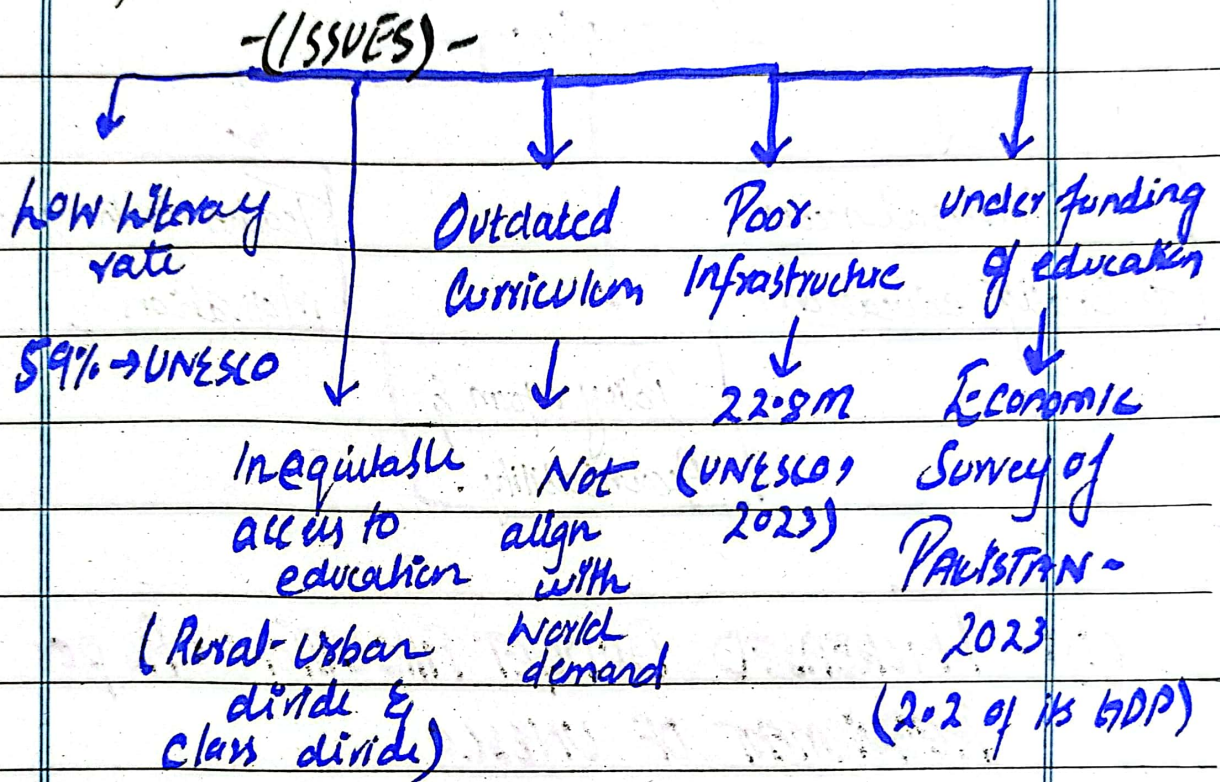 -(ISSUES)-
Low literacy
rate
59% → UNESCO
Inequitable
access to
education
(Rural-Urban
divide &
class divide)
Outdated
Curriculum
Not
align
with
World
demand
Poor
Infrastructure
22.8M
(UNESCO,
2023)
Under funding
of education
Economic
Survey of
PAKISTAN-
2023
(2.2 of its GDP)